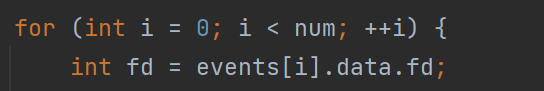 for (int i = 0; i < num; ++i) {
    int fd = events[i].data.fd;